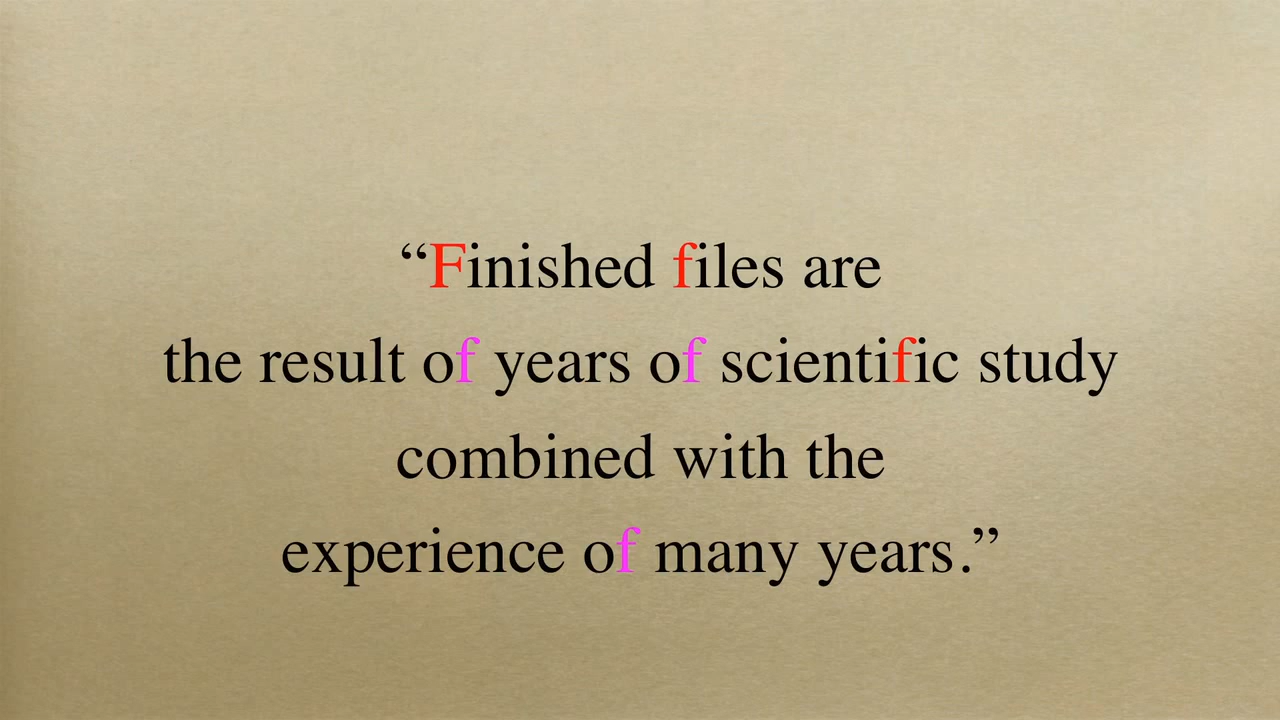 “Finished files are
the result of years of scientific study
combined with the
experience of many years.”